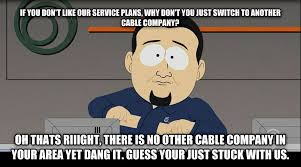 IF YOU DON'T LIKE OUR SERVICE PLANS, WHY DON'T YOU JUST SWITCH TO ANOTHER
CABLE COMPANY?
OH THATS RIIIGHT, THERE IS NO OTHER CABLE COMPANY IN
YOUR AREA YET DANG IT. GUESS YOUR JUST STUCK WITH US.